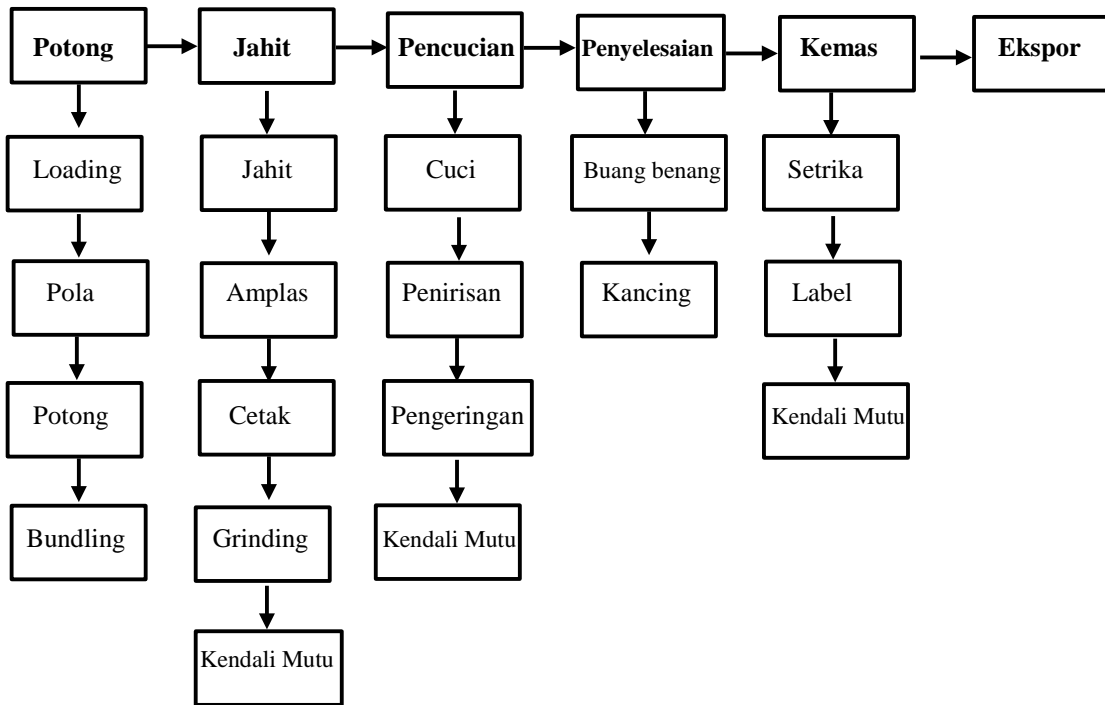 Potong
Jahit
Pencucian
Penyelesaian
Kemas
Ekspor
Loading
Jahit
Cuci
Buang benang
Setrika
Pola
Amplas
Penirisan
Kancing
Label
Potong
Cetak
Pengeringan
Kendali Mutu
Bundling
Grinding
Kendali Mutu
Kendali Mutu